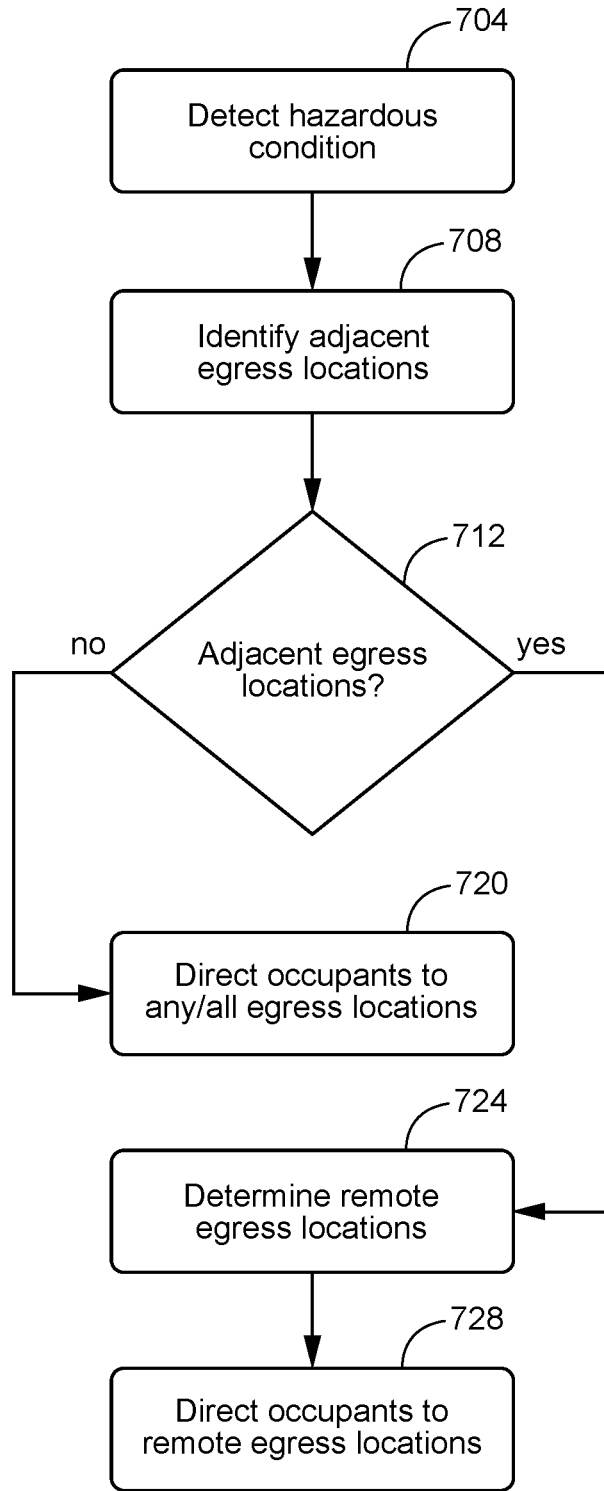 704
Detect hazardous
condition
708
Identify adjacent
egress locations
712
no
Adjacent egress
locations?
yes
720
Direct occupants to
any/all egress locations
724
Determine remote
egress locations
728
Direct occupants to
remote egress locations